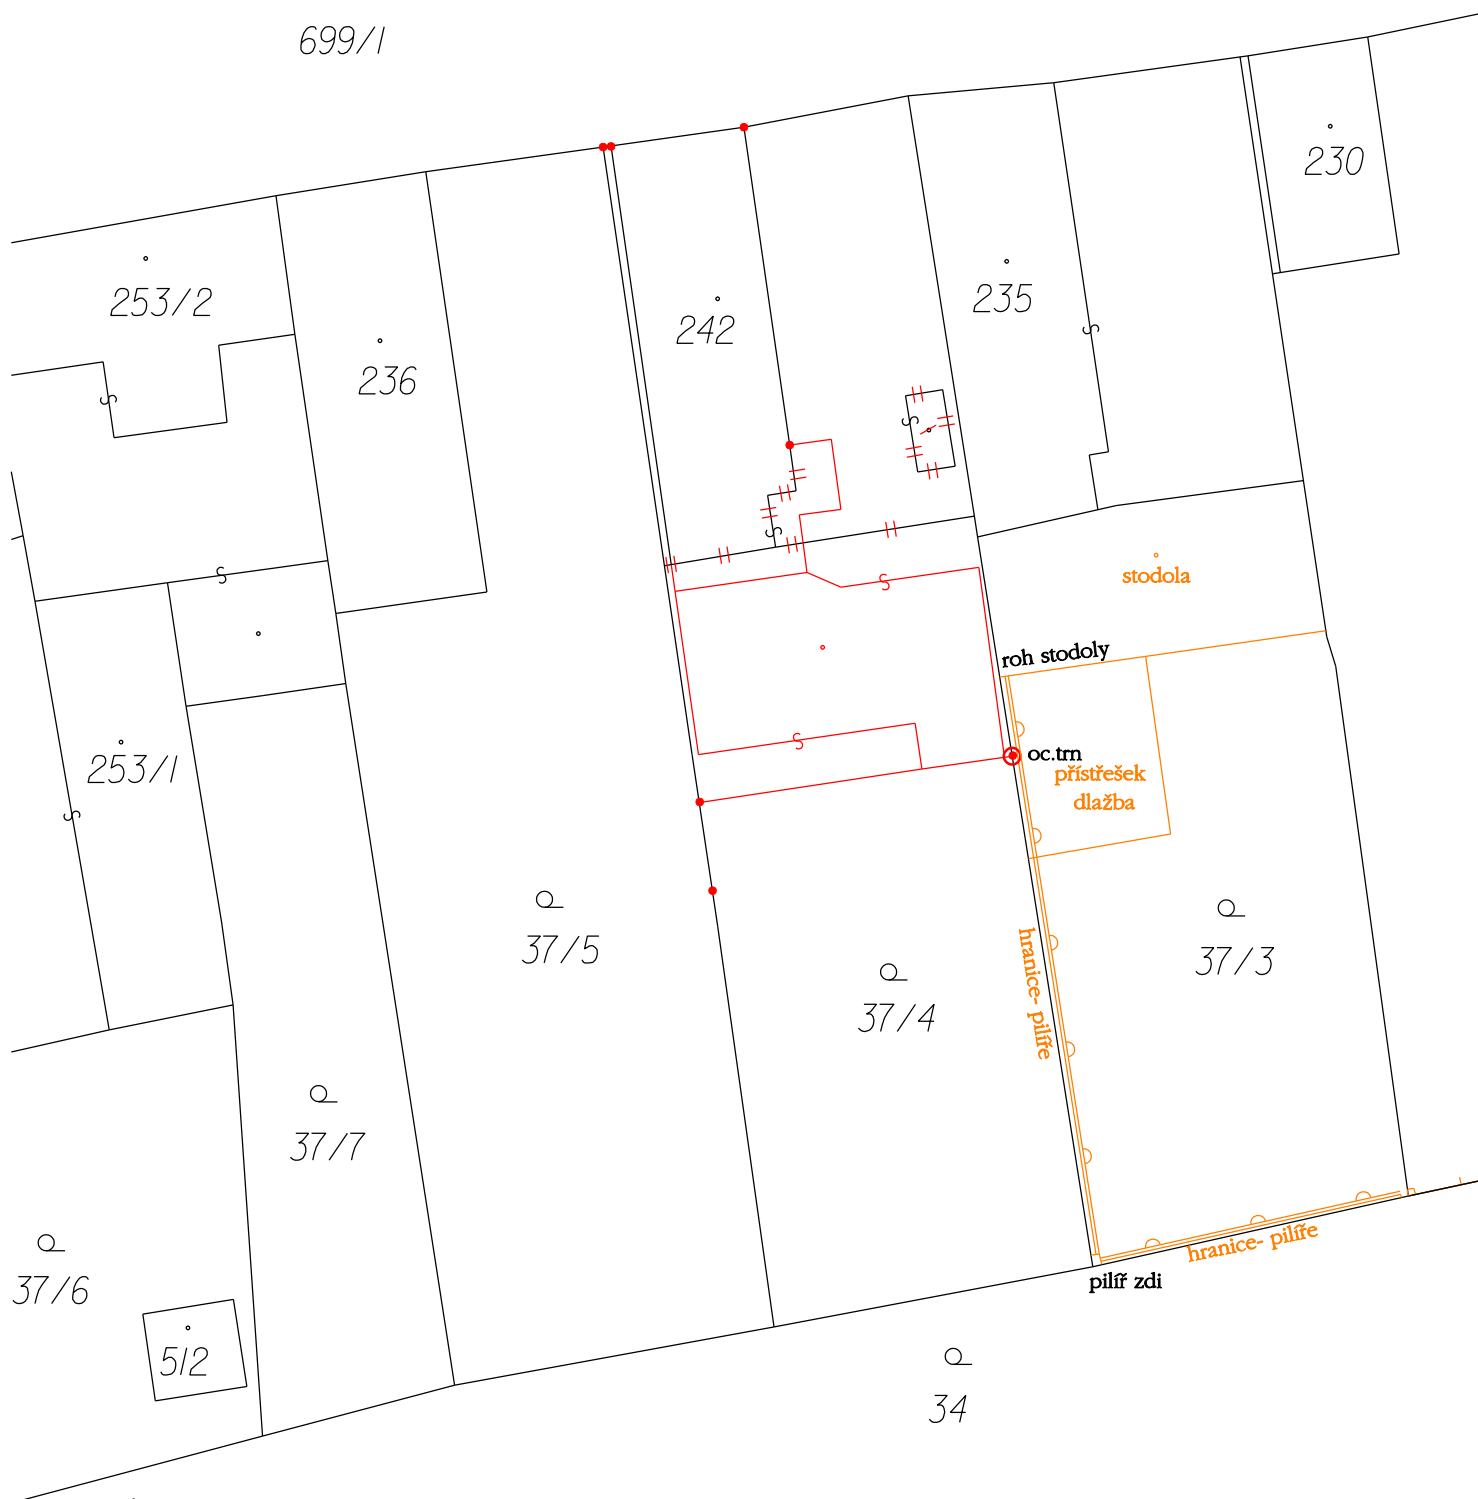 699/1
230
253/2
235
242
236
stodola
roh stodoly
oc.trn
253/1
přístřešek
dlažba
37/5
37/3
hranice- pilíře
37/4
37/7
hranice- pilíře
37/6
pilíř zdi
512
34